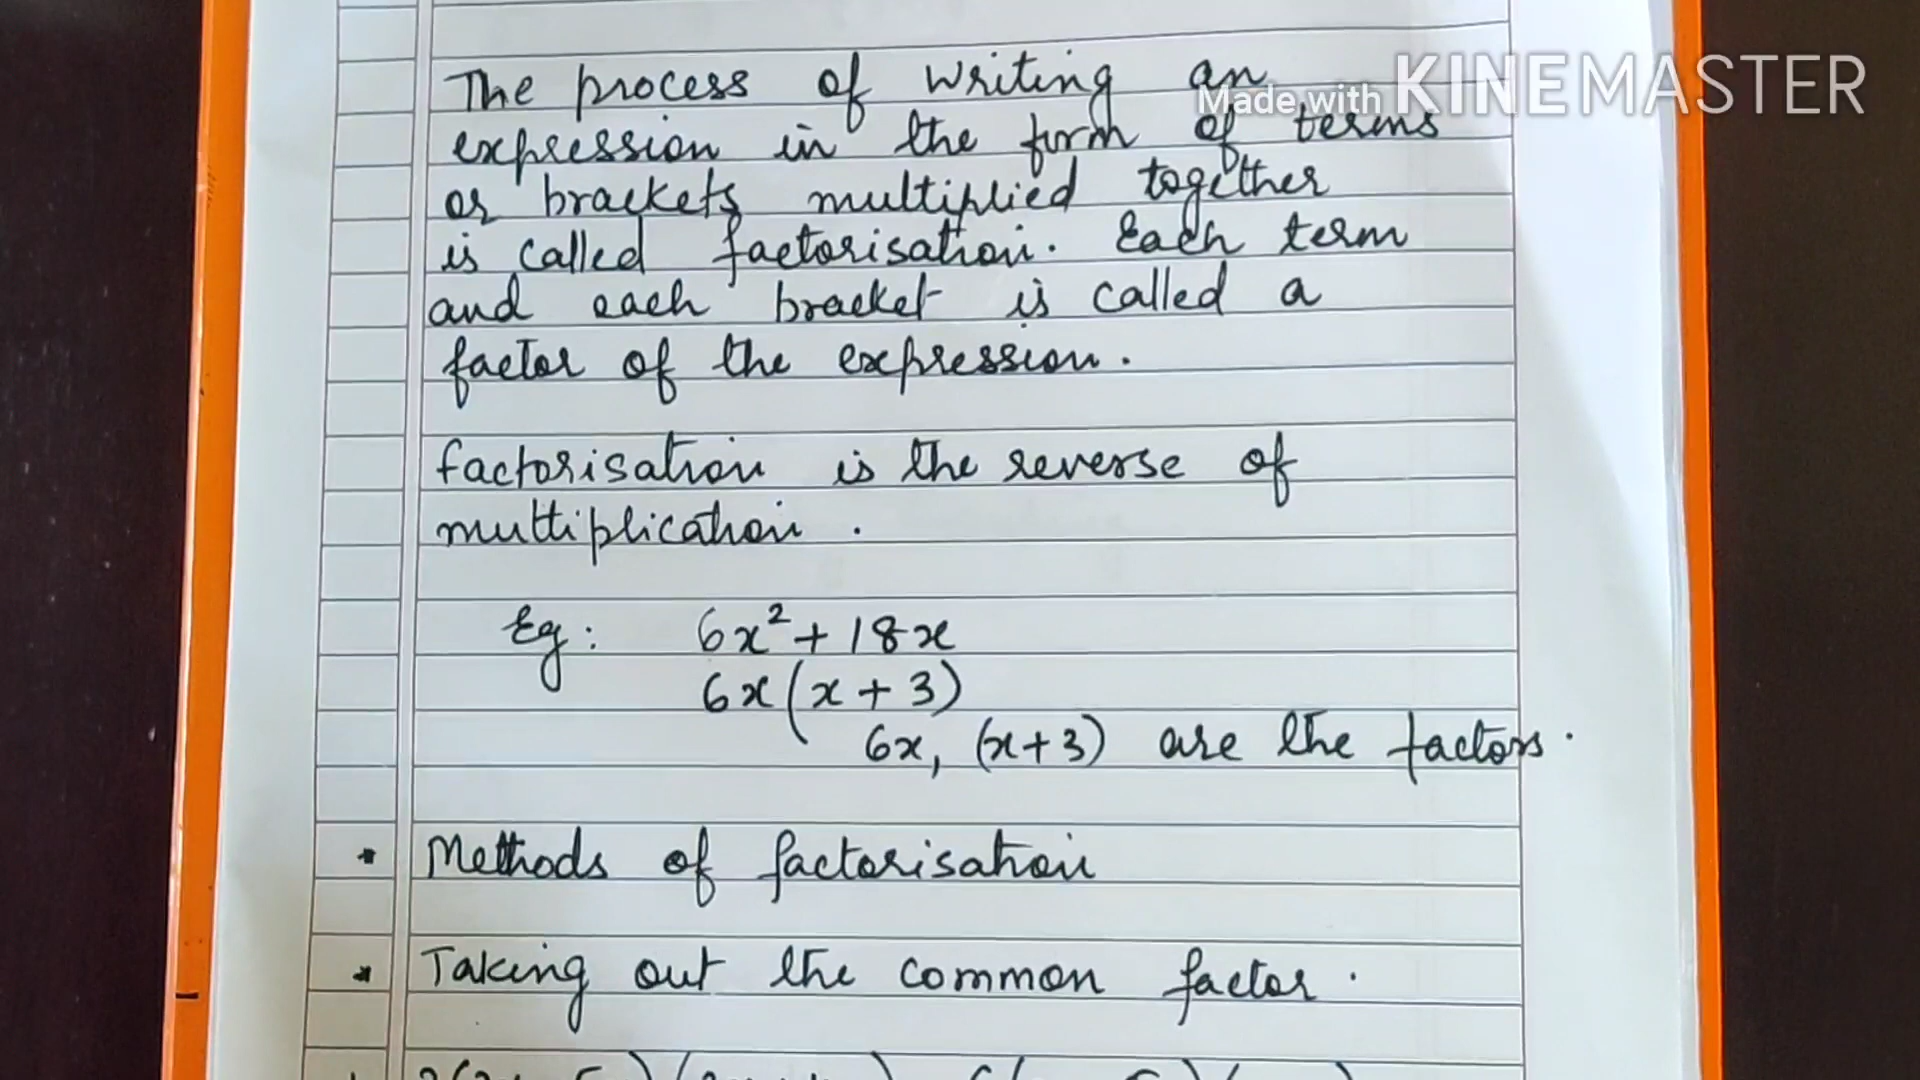 The process of writing an
Made with KINEMASTER
expression in the form of terms
or brackets multiplied together
is called factorisation. Each term
and each bracket is called a
factor of the expression.
factorisation is the reverse of
multiplication.
Eg: 6x² + 18x
6x(x + 3)
6x, (x+3) are the factors.
* Methods of factorisation
* Taking out the common factor.